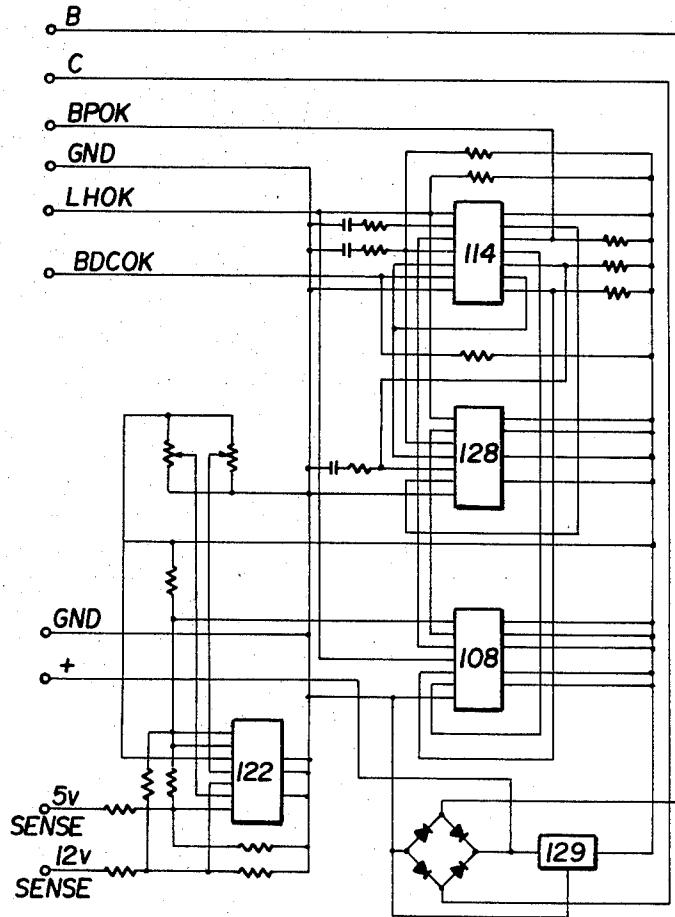 B
C
BPOK
GND
LHOK
BDCOK
114
128
GND
+
108
122
5v
SENSE
12v
SENSE
129